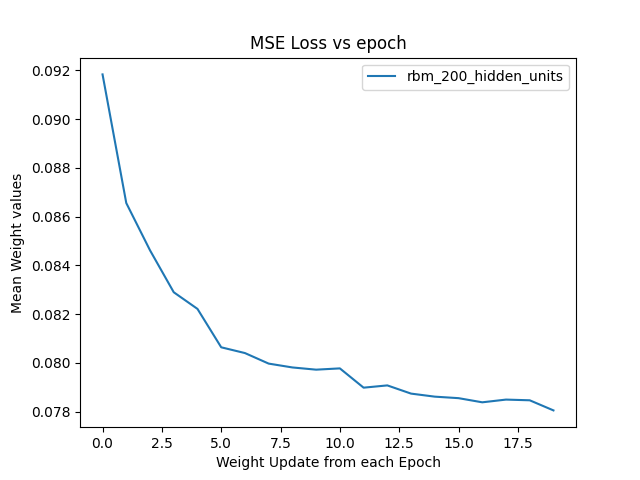 MSE Loss vs epoch
rbm_200_hidden_units
Mean Weight values
0.092
0.090
0.088
0.086
0.084
0.082
0.080
0.078
0.0 2.5 5.0 7.5 10.0 12.5 15.0 17.5
Weight Update from each Epoch